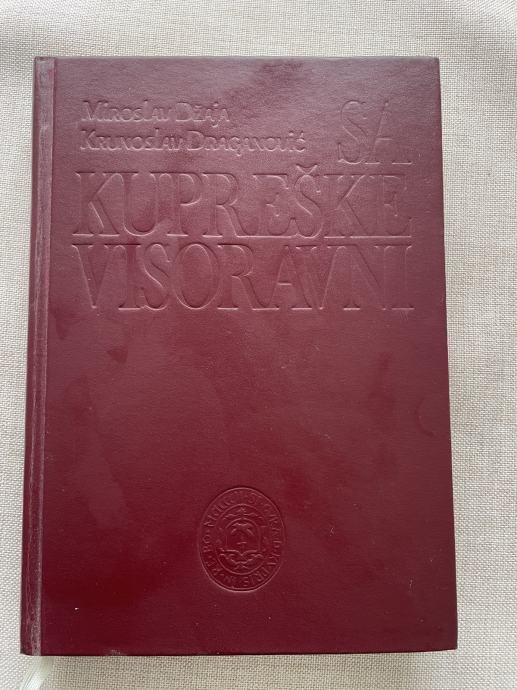 Miroslav Džaja
Krunoslav Draganović
SA
KUPREŠKE
VISORAVNI